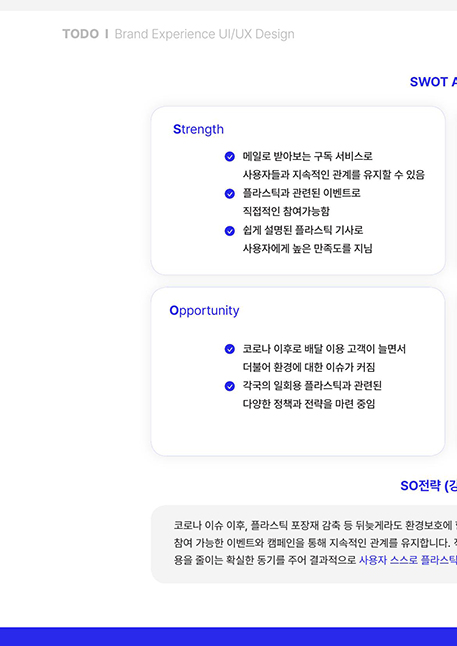 TODO I Brand Experience UI/UX Design
SWOT
Strength
메일로 받아보는 구독 서비스로
사용자들과 지속적인 관계를 유지할 수 있음
플라스틱과 관련된 이벤트로
직접적인 참여가능함
쉽게 설명된 플라스틱 기사로
사용자에게 높은 만족도를 지님
Opportunity
코로나 이후로 배달 이용 고객이 늘면서
더불어 환경에 대한 이슈가 커짐
각국의 일회용 플라스틱과 관련된
다양한 정책과 전략을 마련 중임
SO전략
코로나 이슈 이후, 플라스틱 포장재 감축 등 뒤늦게라도 환경보호에
참여 가능한 이벤트와 캠페인을 통해 지속적인 관계를 유지합니다.
용을 줄이는 확실한 동기를 주어 결과적으로 사용자 스스로 플라스틱